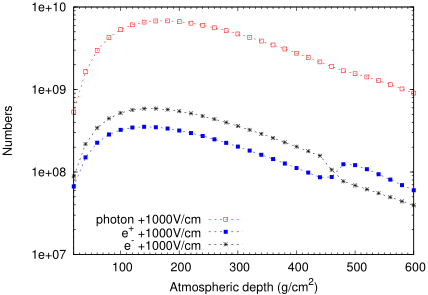 1e+10
1e+09
1e+08
1e+07
Numbers
photon +1000V/cm
e+ +1000V/cm
e- +1000V/cm
100 200 300 400 500 600
Atmospheric depth (g/cm2)